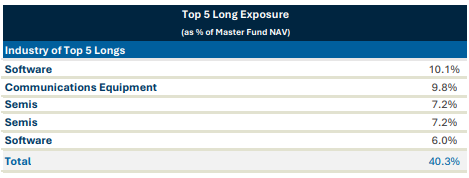 Top 5 Long Exposure
(as % of Master Fund NAV)
Industry of Top 5 Longs
Software 10.1%
Communications Equipment 9.8%
Semis 7.2%
Semis 7.2%
Software 6.0%
Total 40.3%